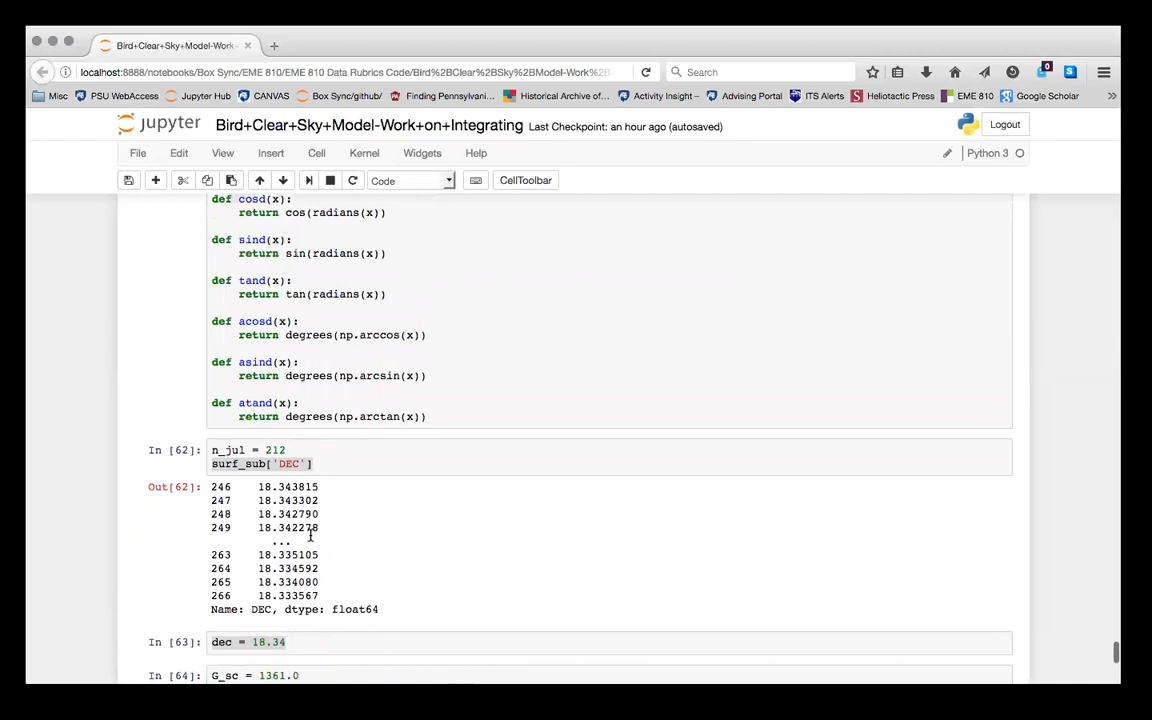 Bird+Clear+Sky+Model-Work-
localhost:8888/notebooks/Box Sync/EME 810/EME 810 Data Rubrics Code/Bird%2BClear%2BSky%2BModel-Work%2B
Search
0
Misc PSU WebAccess Jupyter Hub CANVAS Box Sync/github/ Finding Pennsylvani... Historical Archive of... Activity Insight – Advising Portal ITS Alerts Heliotactic Press EME 810 Google Scholar
jupyter Bird+Clear+Sky+Model-Work+on+Integrating Last Checkpoint: an hour ago (autosaved) Logout
File Edit View Insert Cell Kernel Widgets Help Python 3
Code CellToolbar
def cosd(x):
return cos(radians(x))
def sind(x):
return sin(radians(x))
def tand(x):
return tan(radians(x))
def acosd(x):
return degrees(np.arccos(x))
def asind(x):
return degrees(np.arcsin(x))
def atand(x):
return degrees(np.arctan(x))
In [62]: n_jul = 212
surf_sub['DEC']
Out[62]: 246 18.343815
247 18.343302
248 18.342790
249 18.342278
...
263 18.335105
264 18.334592
265 18.334080
266 18.333567
Name: DEC, dtype: float64
In [63]: dec = 18.34
In [64]: G_sc = 1361.0